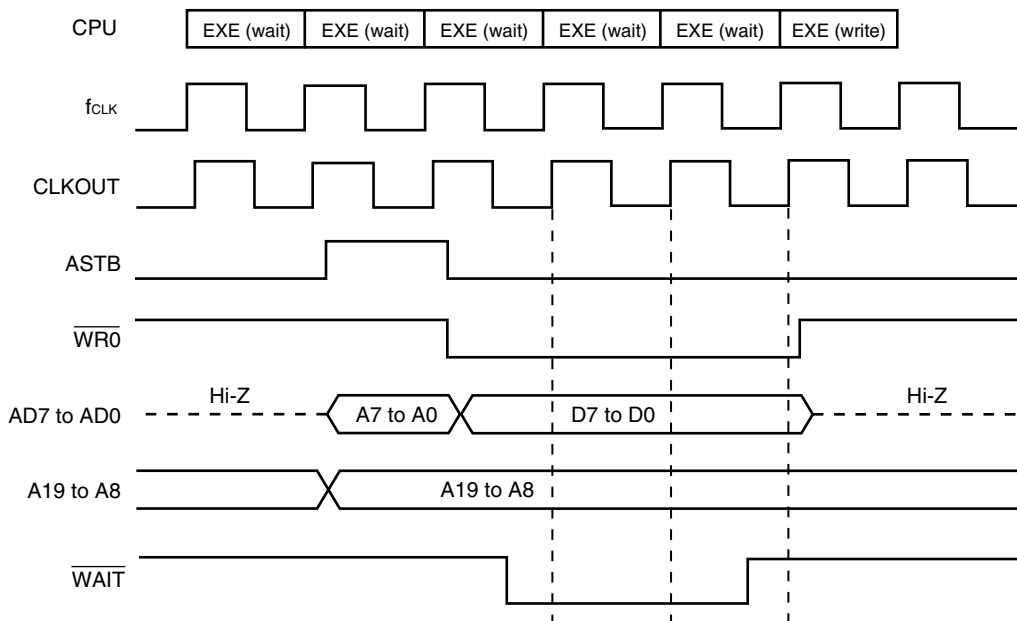 CPU EXE (wait) EXE (wait) EXE (wait) EXE (wait) EXE (wait) EXE (write)
fCLK
CLKOUT
ASTB
WR0
AD7 to AD0 Hi-Z A7 to A0 D7 to D0 Hi-Z
A19 to A8 A19 to A8
WAIT